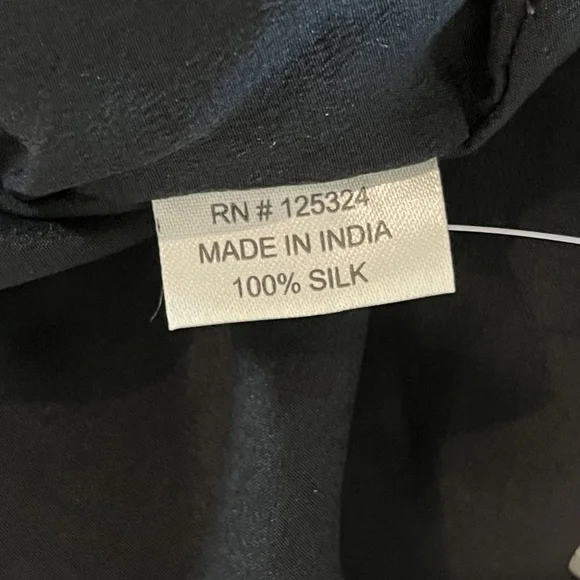 RN # 125324
MADE IN INDIA
100% SILK